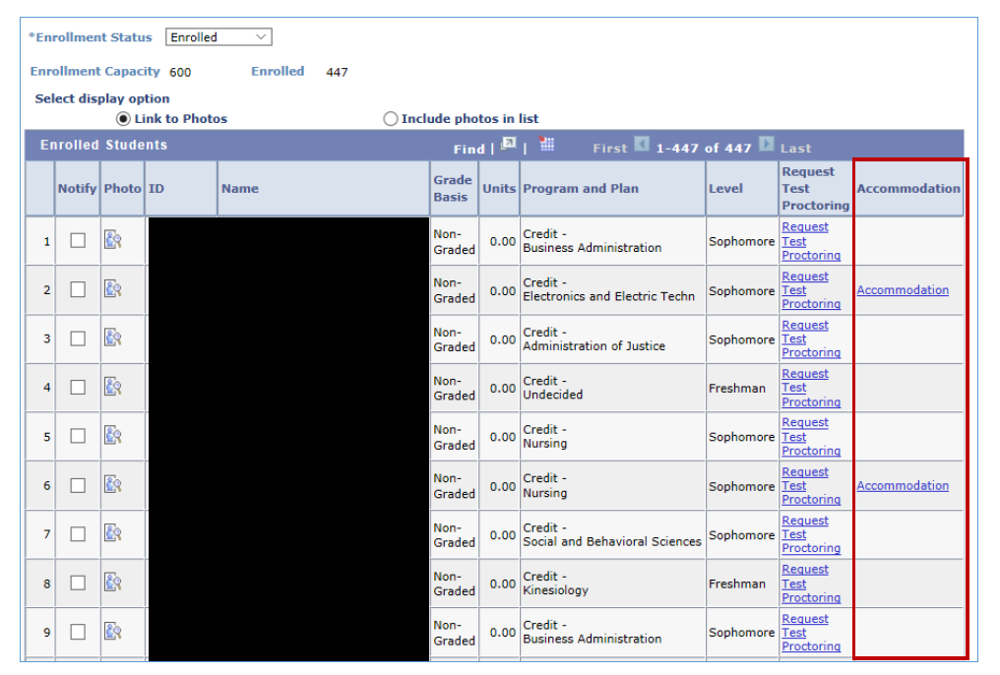 *Enrollment Status Enrolled
Enrollment Capacity 600 Enrolled 447
Select display option
Link to Photos Include photos in list
Enrolled Students Find | | First 1-447 of 447 Last
Notify Photo ID Name Grade Basis Units Program and Plan Level Request Test Proctoring Accommodation
1 Non-Graded 0.00 Credit - Business Administration Sophomore Request Test Proctoring
2 Non-Graded 0.00 Credit - Electronics and Electric Techn Sophomore Request Test Proctoring Accommodation
3 Non-Graded 0.00 Credit - Administration of Justice Sophomore Request Test Proctoring
4 Non-Graded 0.00 Credit - Undecided Freshman Request Test Proctoring
5 Non-Graded 0.00 Credit - Nursing Sophomore Request Test Proctoring
6 Non-Graded 0.00 Credit - Nursing Sophomore Request Test Proctoring Accommodation
7 Non-Graded 0.00 Credit - Social and Behavioral Sciences Sophomore Request Test Proctoring
8 Non-Graded 0.00 Credit - Kinesiology Freshman Request Test Proctoring
9 Non-Graded 0.00 Credit - Business Administration Sophomore Request Test Proctoring